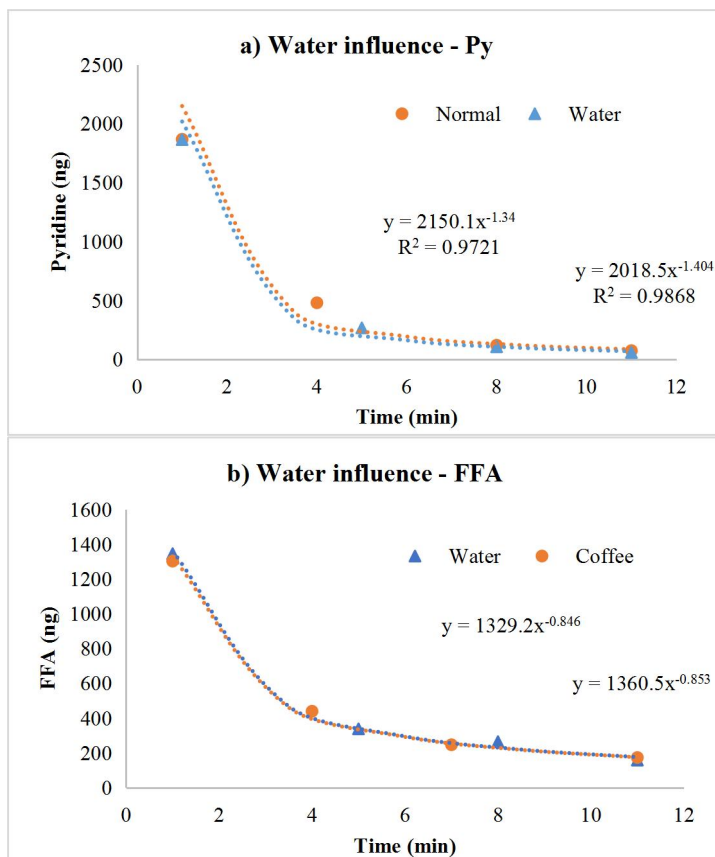 a) Water influence - Py
2500
2000
1500
1000
500
0
Pyridine (ng)
Normal Water
y = 2150.1x^-1.34
R² = 0.9721
y = 2018.5x^-1.404
R² = 0.9868
0 2 4 6 8 10 12
Time (min)
b) Water influence - FFA
1600
1400
1200
1000
800
600
400
200
0
FFA (ng)
Water Coffee
y = 1329.2x^-0.846
y = 1360.5x^-0.853
0 2 4 6 8 10 12
Time (min)